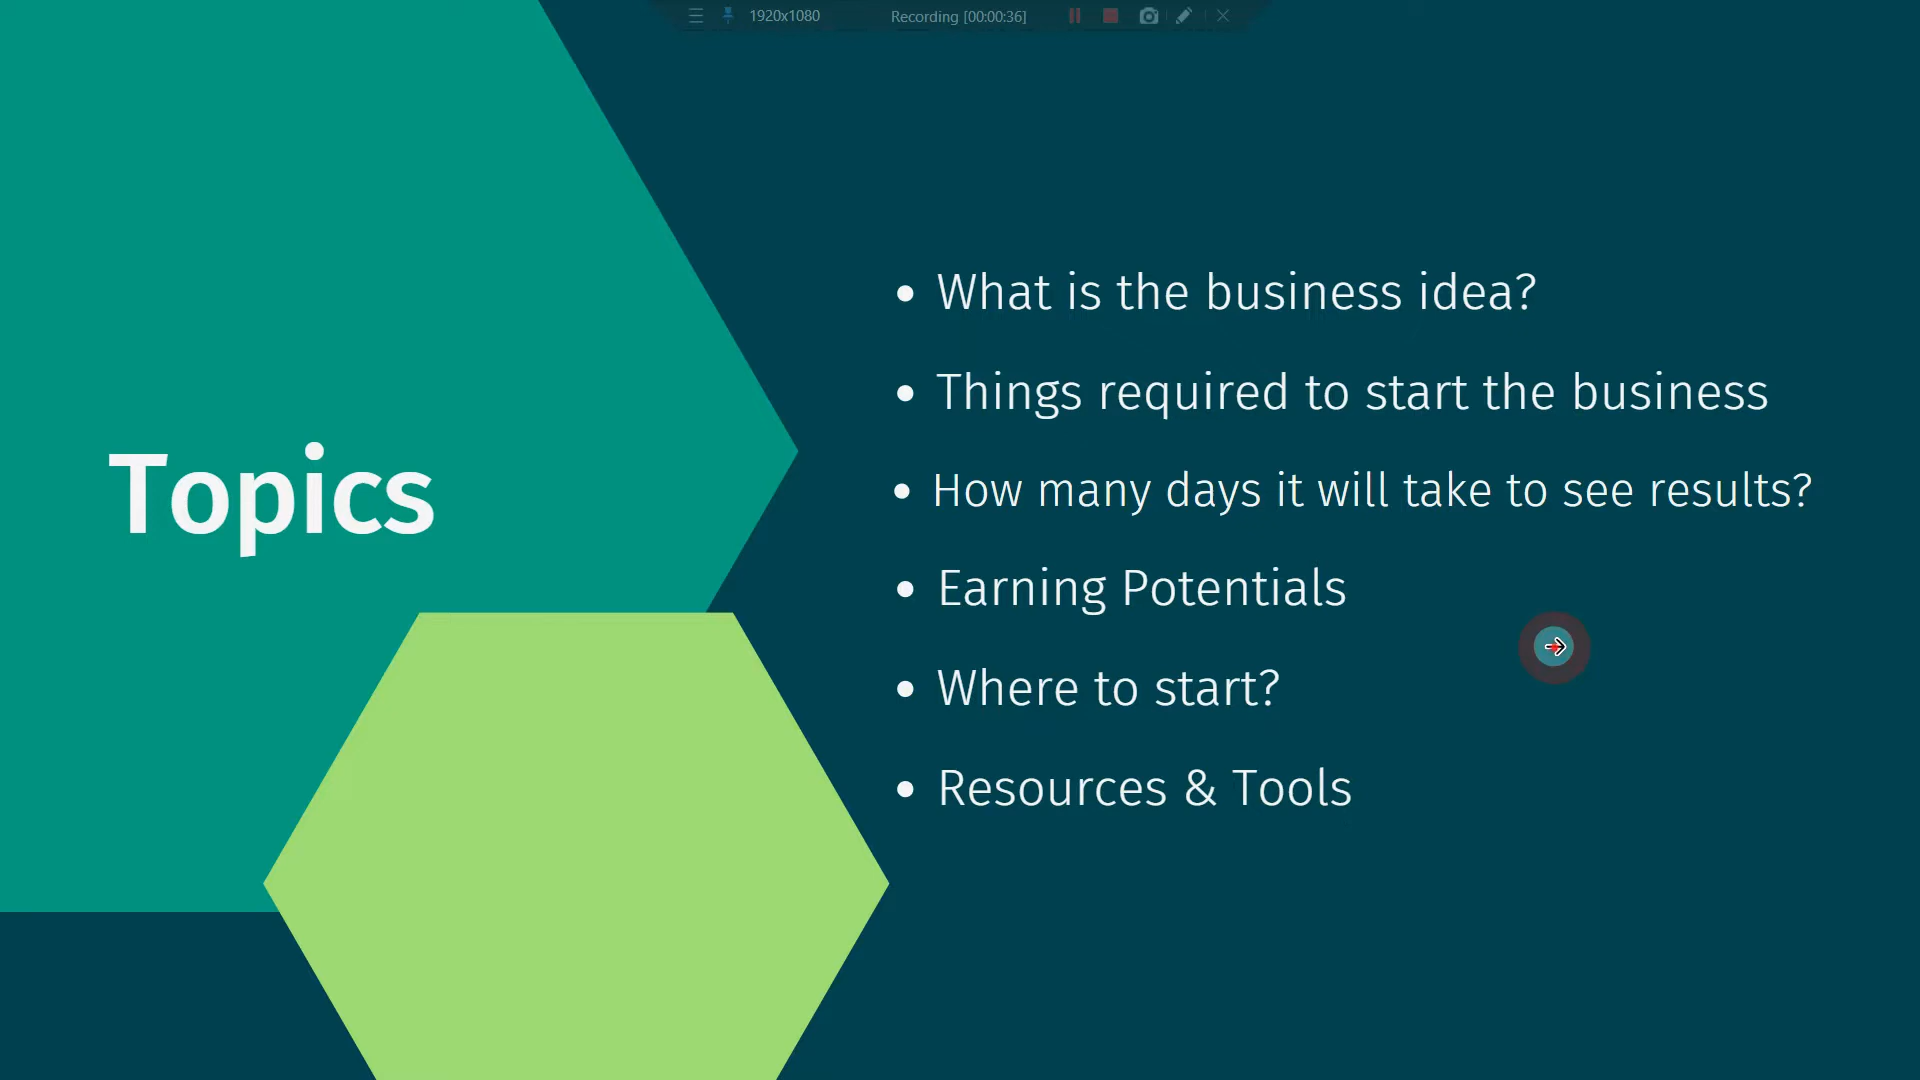 1920x1080 Recording [00:00:36]
Topics
• What is the business idea?
• Things required to start the business
• How many days it will take to see results?
• Earning Potentials
• Where to start?
• Resources & Tools